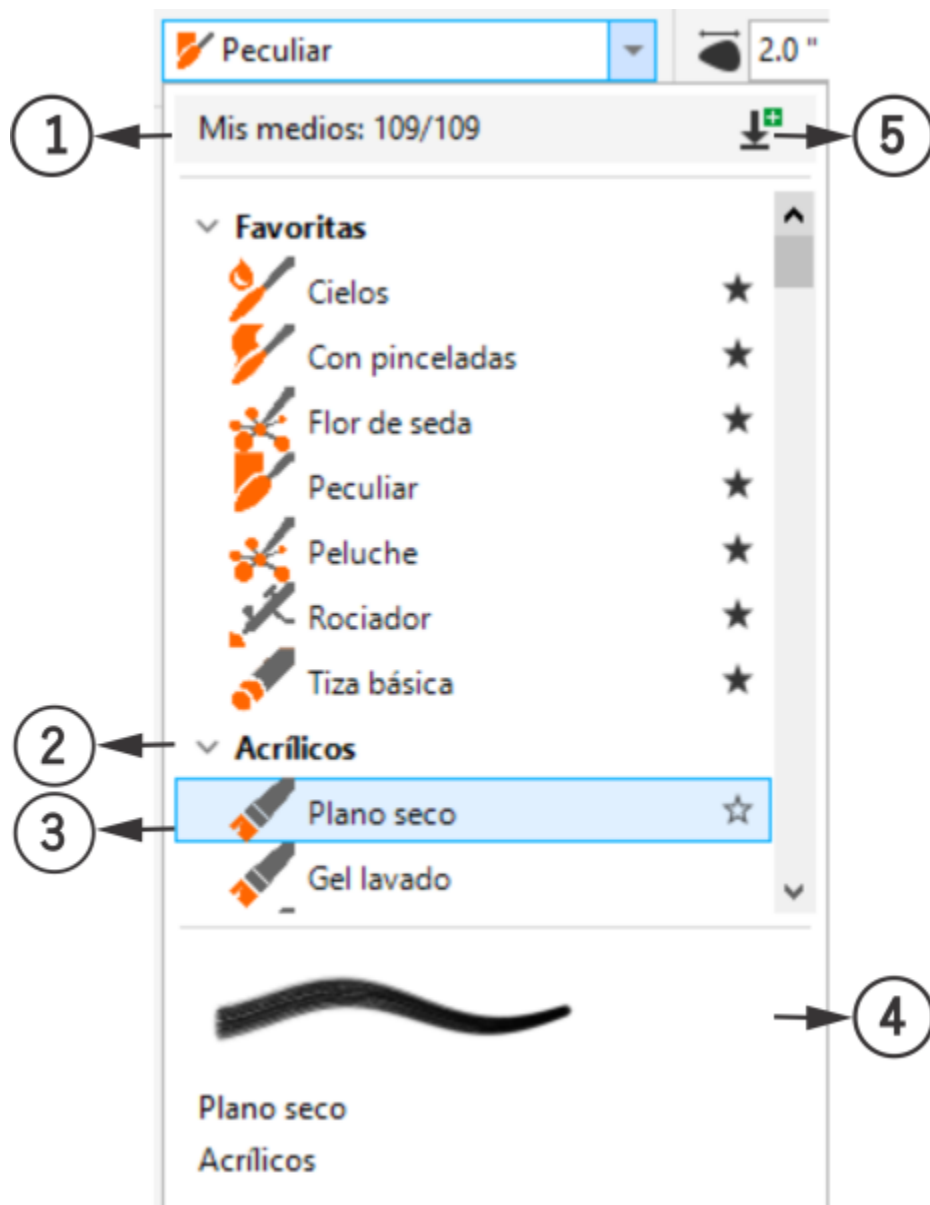 Peculiar 2.0 "
1 Mis medios: 109/109 5
Favoritas
Cielos
Con pinceladas
Flor de seda
Peculiar
Peluche
Rociador
Tiza básica
2 Acrílicos
3 Plano seco
Gel lavado
4
Plano seco
Acrílicos